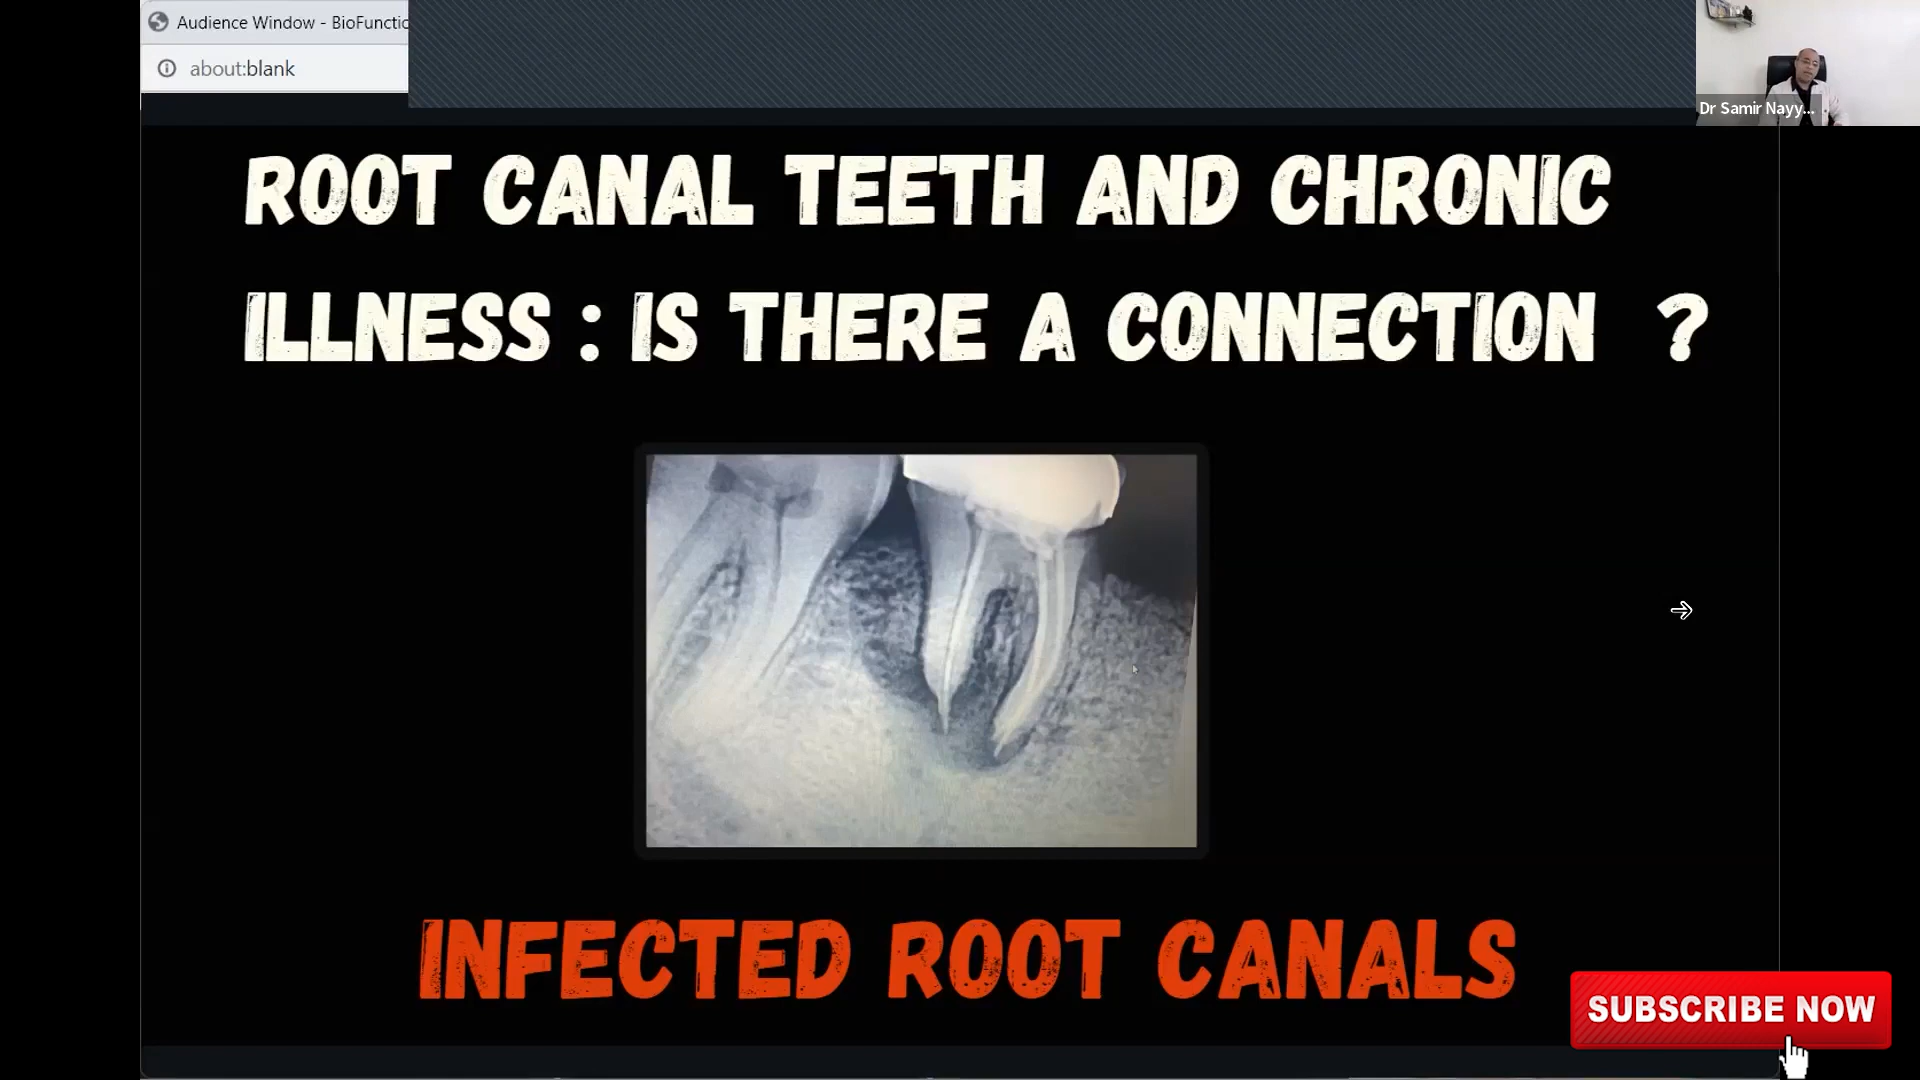 Audience Window - BioFunctio
about:blank
Dr Samir Nayy...
ROOT CANAL TEETH AND CHRONIC
ILLNESS : IS THERE A CONNECTION ?
INFECTED ROOT CANALS
SUBSCRIBE NOW